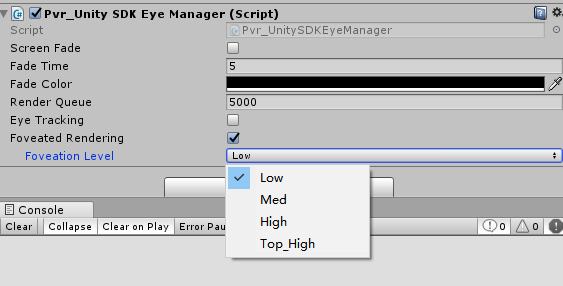 Pvr_Unity SDK Eye Manager (Script)
Script Pvr_UnitySDKEyeManager
Screen Fade
Fade Time 5
Fade Color
Render Queue 5000
Eye Tracking
Foveated Rendering
Foveation Level Low
Low
Med
High
Top_High
Console
Clear Collapse Clear on Play Error Pau 0 0